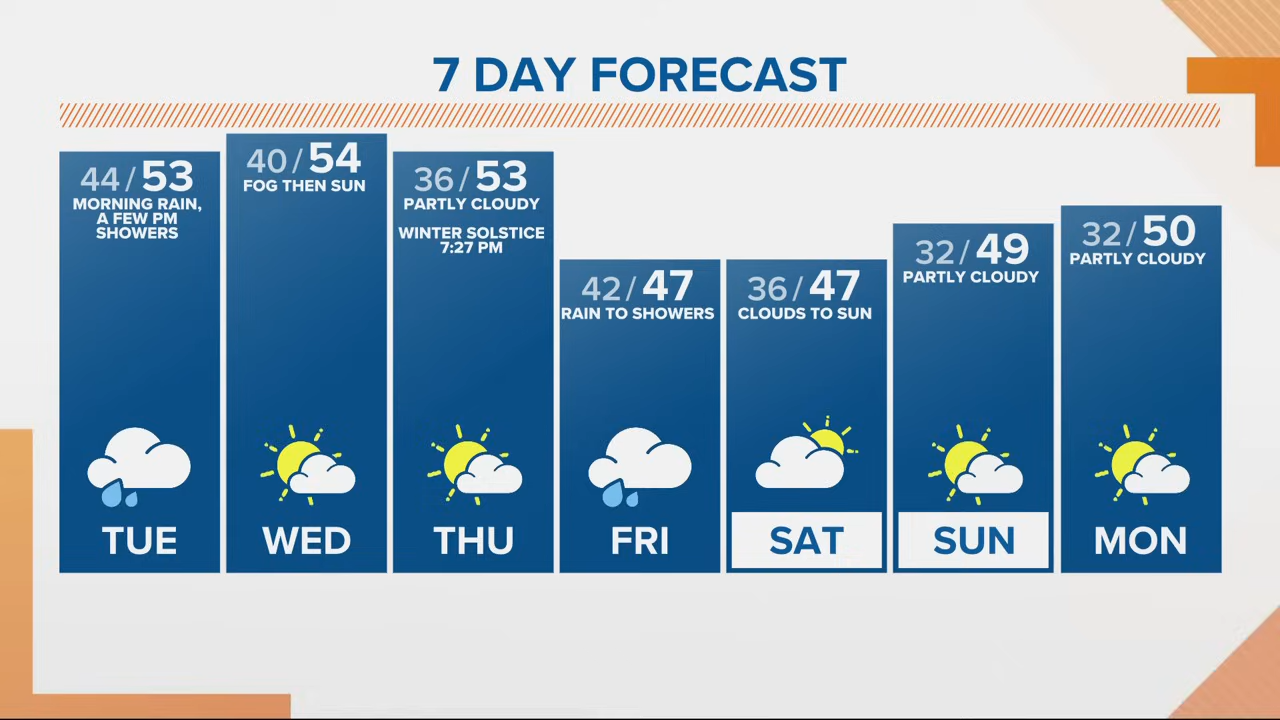 7 DAY FORECAST
44 / 53
MORNING RAIN,
A FEW PM
SHOWERS
TUE
40 / 54
FOG THEN SUN
WED
36 / 53
PARTLY CLOUDY
WINTER SOLSTICE
7:27 PM
THU
42 / 47
RAIN TO SHOWERS
FRI
36 / 47
CLOUDS TO SUN
SAT
32 / 49
PARTLY CLOUDY
SUN
32 / 50
PARTLY CLOUDY
MON